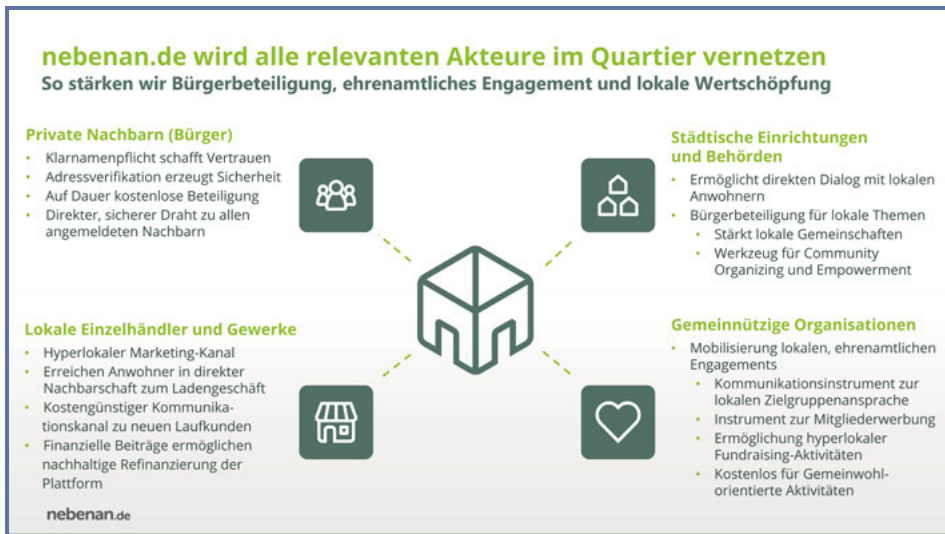 nebenan.de wird alle relevanten Akteure im Quartier vernetzen
So stärken wir Bürgerbeteiligung, ehrenamtliches Engagement und lokale Wertschöpfung
Private Nachbarn (Bürger)
• Klarnamenpflicht schafft Vertrauen
• Adressverifikation erzeugt Sicherheit
• Auf Dauer kostenlose Beteiligung
• Direkter, sicherer Draht zu allen
angemeldeten Nachbarn
Städtische Einrichtungen
und Behörden
• Ermöglicht direkten Dialog mit lokalen
Anwohnern
• Bürgerbeteiligung für lokale Themen
• Stärkt lokale Gemeinschaften
• Werkzeug für Community
Organizing und Empowerment
Lokale Einzelhändler und Gewerke
• Hyperlokaler Marketing-Kanal
• Erreichen Anwohner in direkter
Nachbarschaft zum Ladengeschäft
• Kostengünstiger Kommunika-
tionskanal zu neuen Laufkunden
• Finanzielle Beiträge ermöglichen
nachhaltige Refinanzierung der
Plattform
Gemeinnützige Organisationen
• Mobilisierung lokalen, ehrenamtlichen
Engagements
• Kommunikationsinstrument zur
lokalen Zielgruppenansprache
• Instrument zur Mitgliederwerbung
• Ermöglichung hyperlokaler
Fundraising-Aktivitäten
• Kostenlos für Gemeinwohl-
orientierte Aktivitäten
nebenan.de